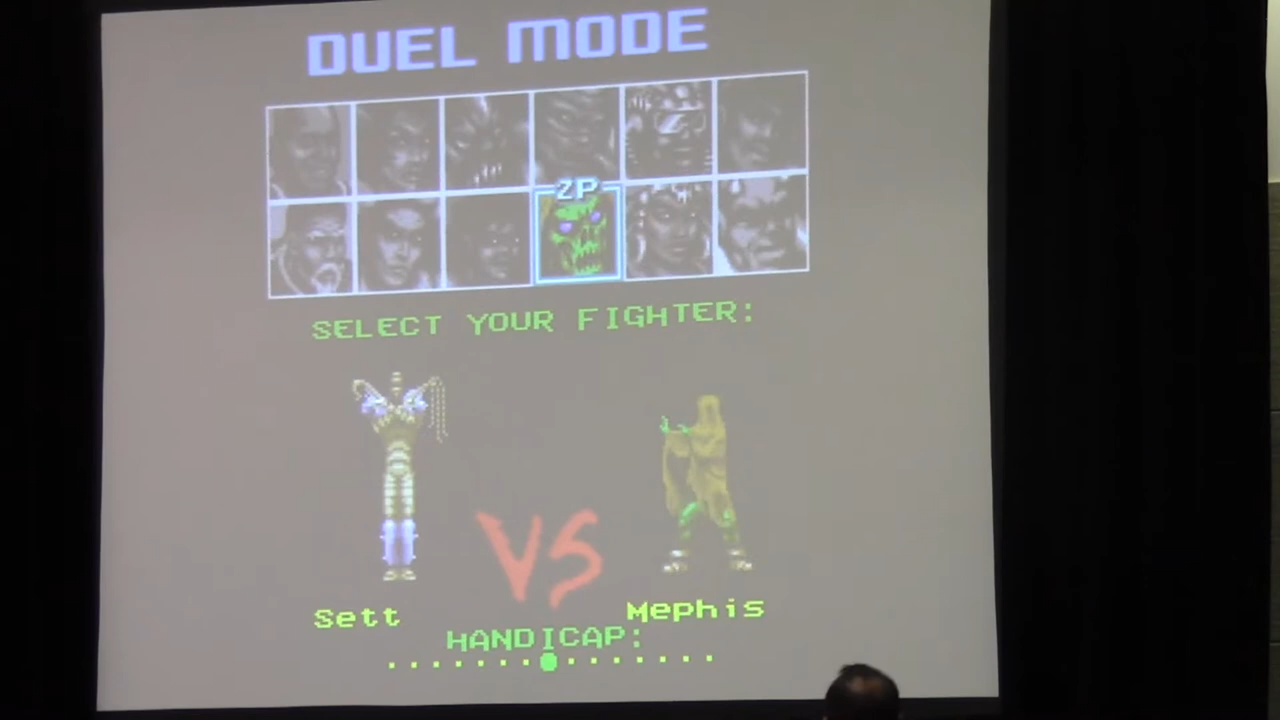 DUEL MODE
2P
SELECT YOUR FIGHTER:
VS
Sett
Mephis
HANDICAP: